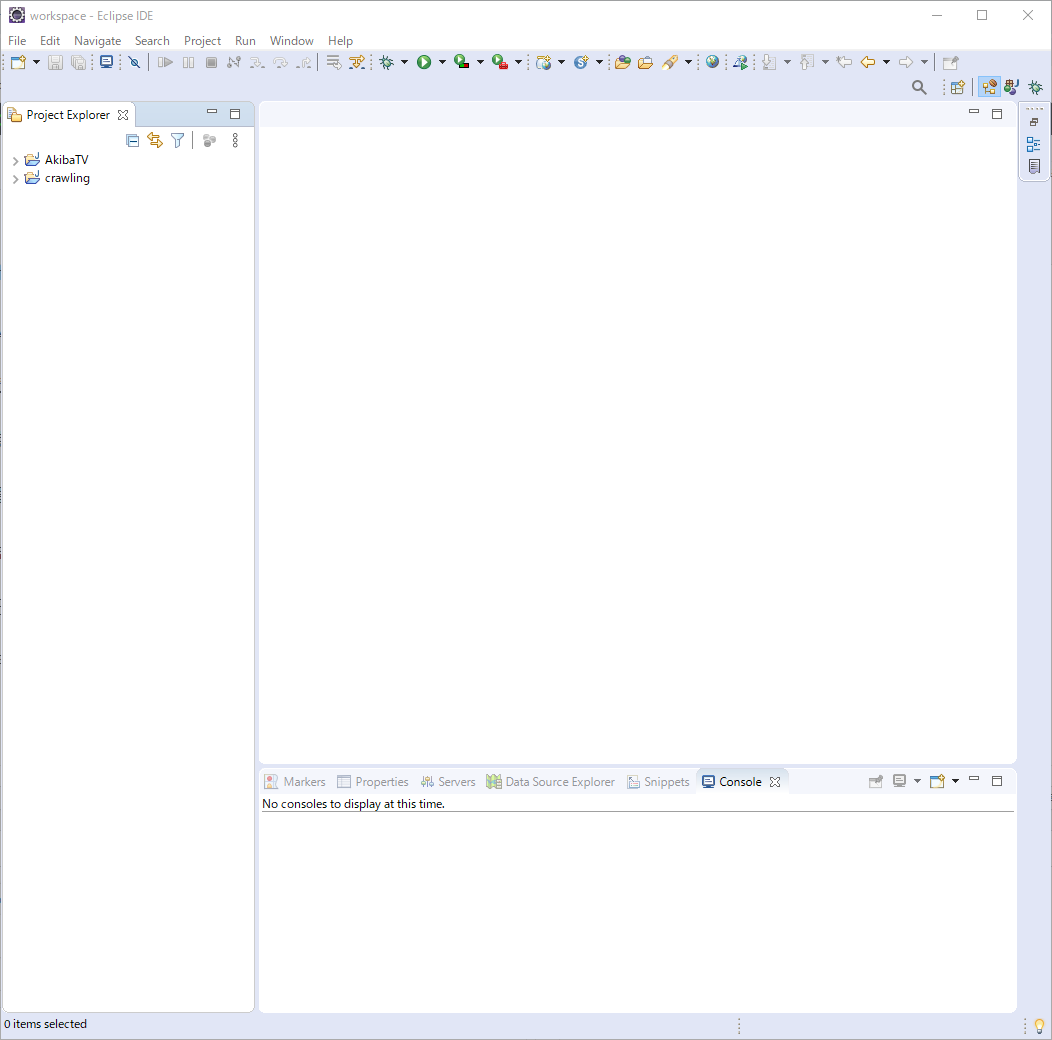 workspace - Eclipse IDE
File Edit Navigate Search Project Run Window Help
Project Explorer
AkibaTV
crawling
Markers Properties Servers Data Source Explorer Snippets Console
No consoles to display at this time.
0 items selected